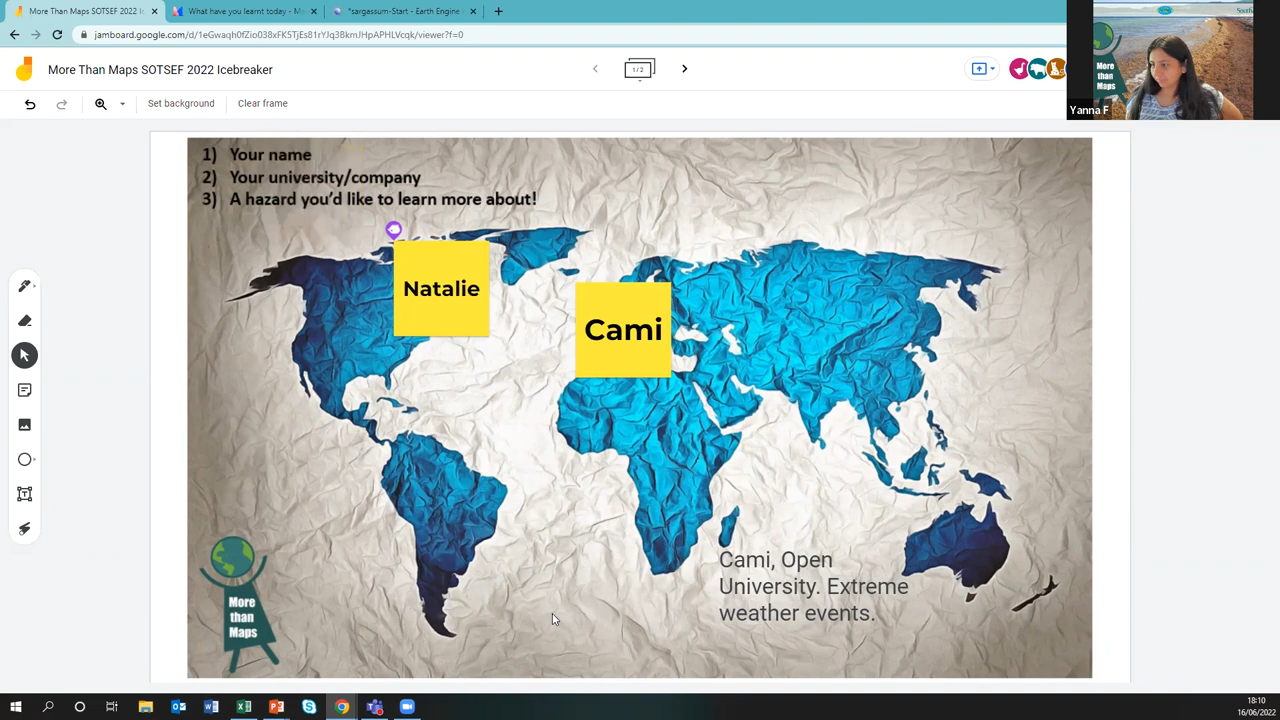 More Than Maps SOTSEF 2022 Ic
What have you learnt today - M
*sargassum-Start - Earth Engine
jamboard.google.com/d/1eGwaqh0fZio038xFK5TjEs81rYJq3BkmJHpAPHLVcqk/viewer?f=0
More Than Maps SOTSEF 2022 Icebreaker
1 / 2
Set background
Clear frame
More
than
Maps
Yanna F
1) Your name
2) Your university/company
3) A hazard you'd like to learn more about!
Natalie
Cami
Cami, Open
University. Extreme
weather events.
More
than
Maps
18:10
16/06/2022